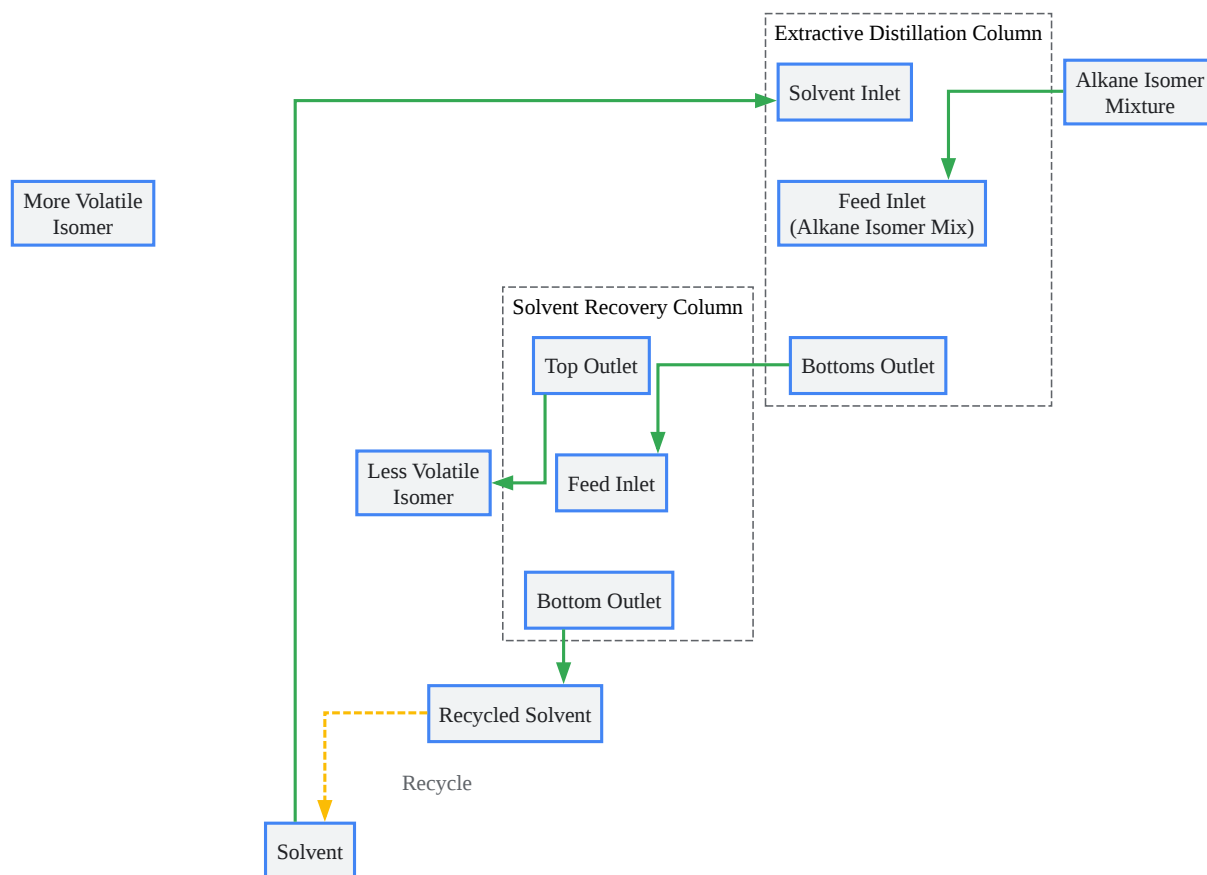 Extractive Distillation Column
Solvent Inlet
Alkane Isomer
Mixture
More Volatile
Isomer
Feed Inlet
(Alkane Isomer Mix)
Solvent Recovery Column
Top Outlet
Bottoms Outlet
Less Volatile
Isomer
Feed Inlet
Bottom Outlet
Recycled Solvent
Recycle
Solvent